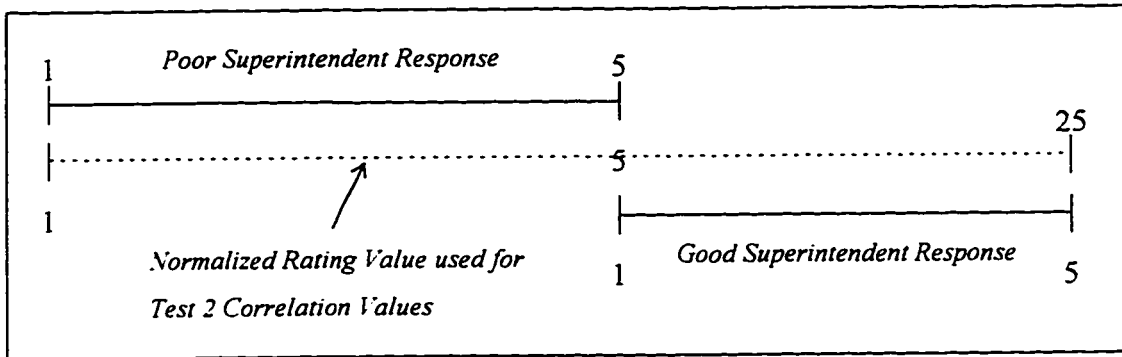 Poor Superintendent Response
1 5
25
5
1
Good Superintendent Response
1 5
Normalized Rating Value used for
Test 2 Correlation Values